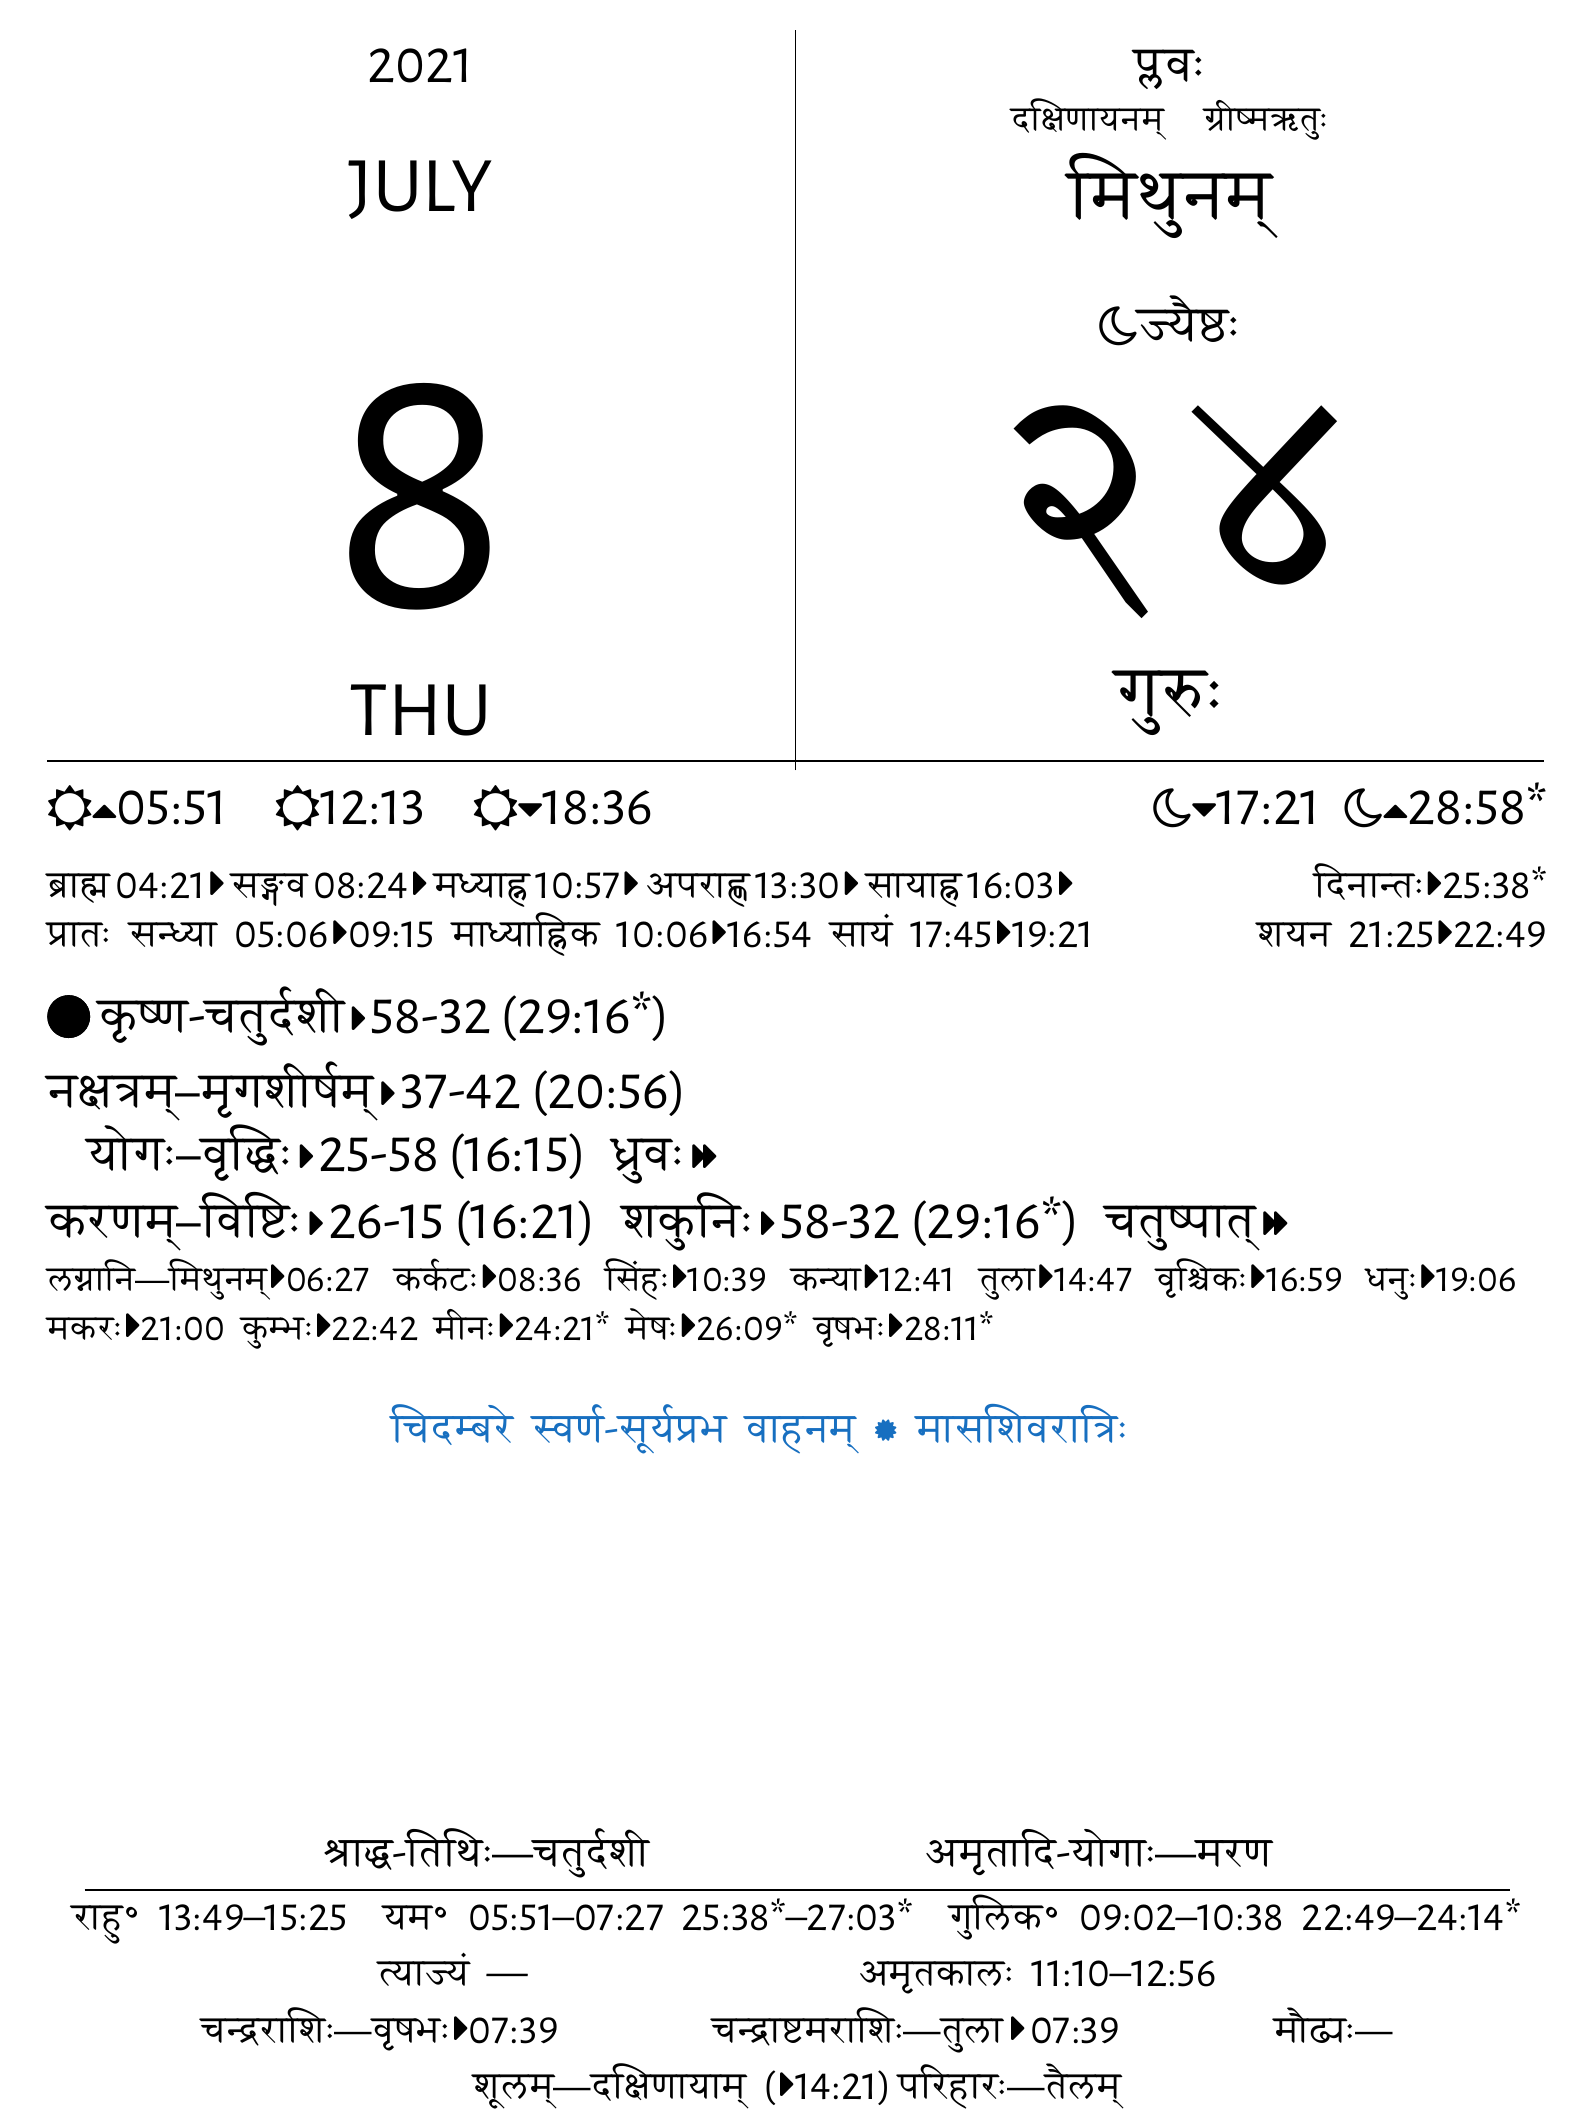 2021
JULY
8
THU
प्लवः
दक्षिणायनम् ग्रीष्मऋतुः
मिथुनम्
ज्यैष्ठः
२४
गुरुः
05:51 12:13 18:36 17:21 28:58*
ब्राह्म 04:21 सङ्गव 08:24 मध्याह्न 10:57 अपराह्ण 13:30 सायाह्न 16:03 दिनान्तः 25:38*
प्रातः सन्ध्या 05:06 09:15 माध्याह्निक 10:06 16:54 सायं 17:45 19:21 शयन 21:25 22:49
कृष्ण-चतुर्दशी 58-32 (29:16*)
नक्षत्रम्–मृगशीर्षम् 37-42 (20:56)
योगः–वृद्धिः 25-58 (16:15) ध्रुवः
करणम्–विष्टिः 26-15 (16:21) शकुनिः 58-32 (29:16*) चतुष्पात्
लग्नानि—मिथुनम् 06:27 कर्कटः 08:36 सिंहः 10:39 कन्या 12:41 तुला 14:47 वृश्चिकः 16:59 धनुः 19:06
मकरः 21:00 कुम्भः 22:42 मीनः 24:21* मेषः 26:09* वृषभः 28:11*
चिदम्बरे स्वर्ण-सूर्यप्रभ वाहनम् मासशिवरात्रिः
श्राद्ध-तिथिः—चतुर्दशी अमृतादि-योगाः—मरण
राहु° 13:49–15:25 यम° 05:51–07:27 25:38*–27:03* गुलिक° 09:02–10:38 22:49–24:14*
त्याज्यं — अमृतकालः 11:10–12:56
चन्द्रराशिः—वृषभः 07:39 चन्द्राष्टमराशिः—तुला 07:39 मौढ्यः—
शूलम्—दक्षिणायाम् (14:21) परिहारः—तैलम्